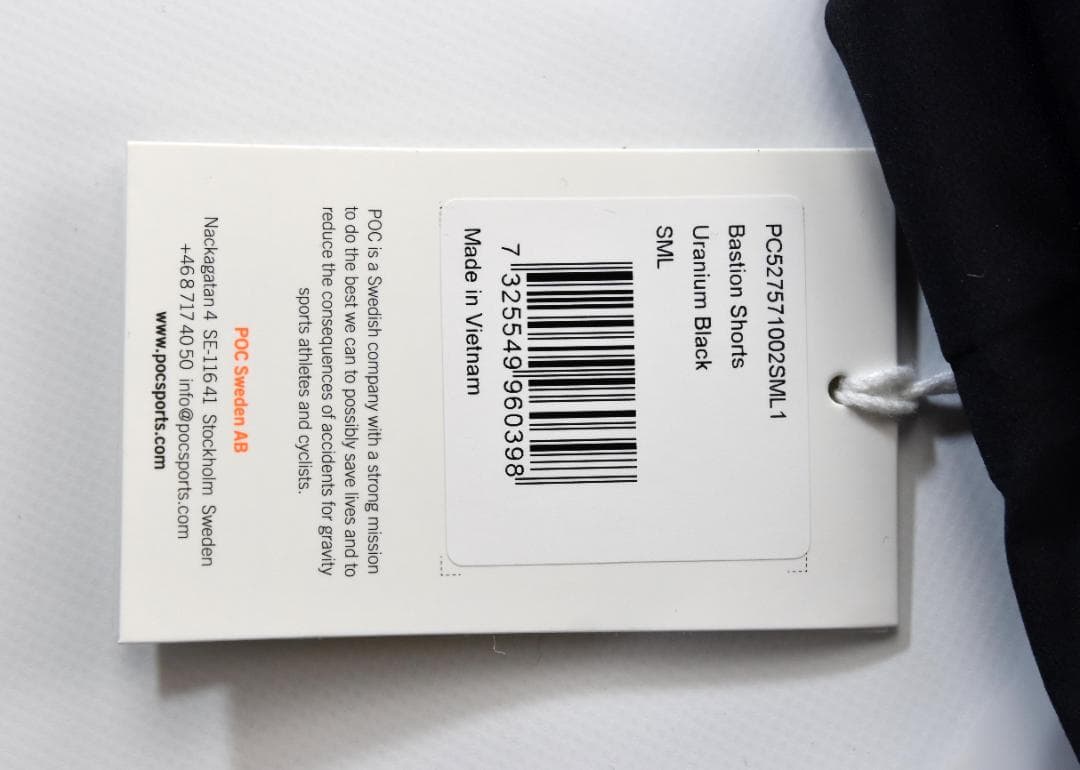 PC527571002SML1
Bastion Shorts
Uranium Black
SML
7 325549 960398
Made in Vietnam
POC is a Swedish company with a strong mission
to do the best we can to possibly save lives and to
reduce the consequences of accidents for gravity
sports athletes and cyclists.
POC Sweden AB
Nackagatan 4 SE-116 41 Stockholm Sweden
+46 8 717 40 50 info@pocsports.com
www.pocsports.com